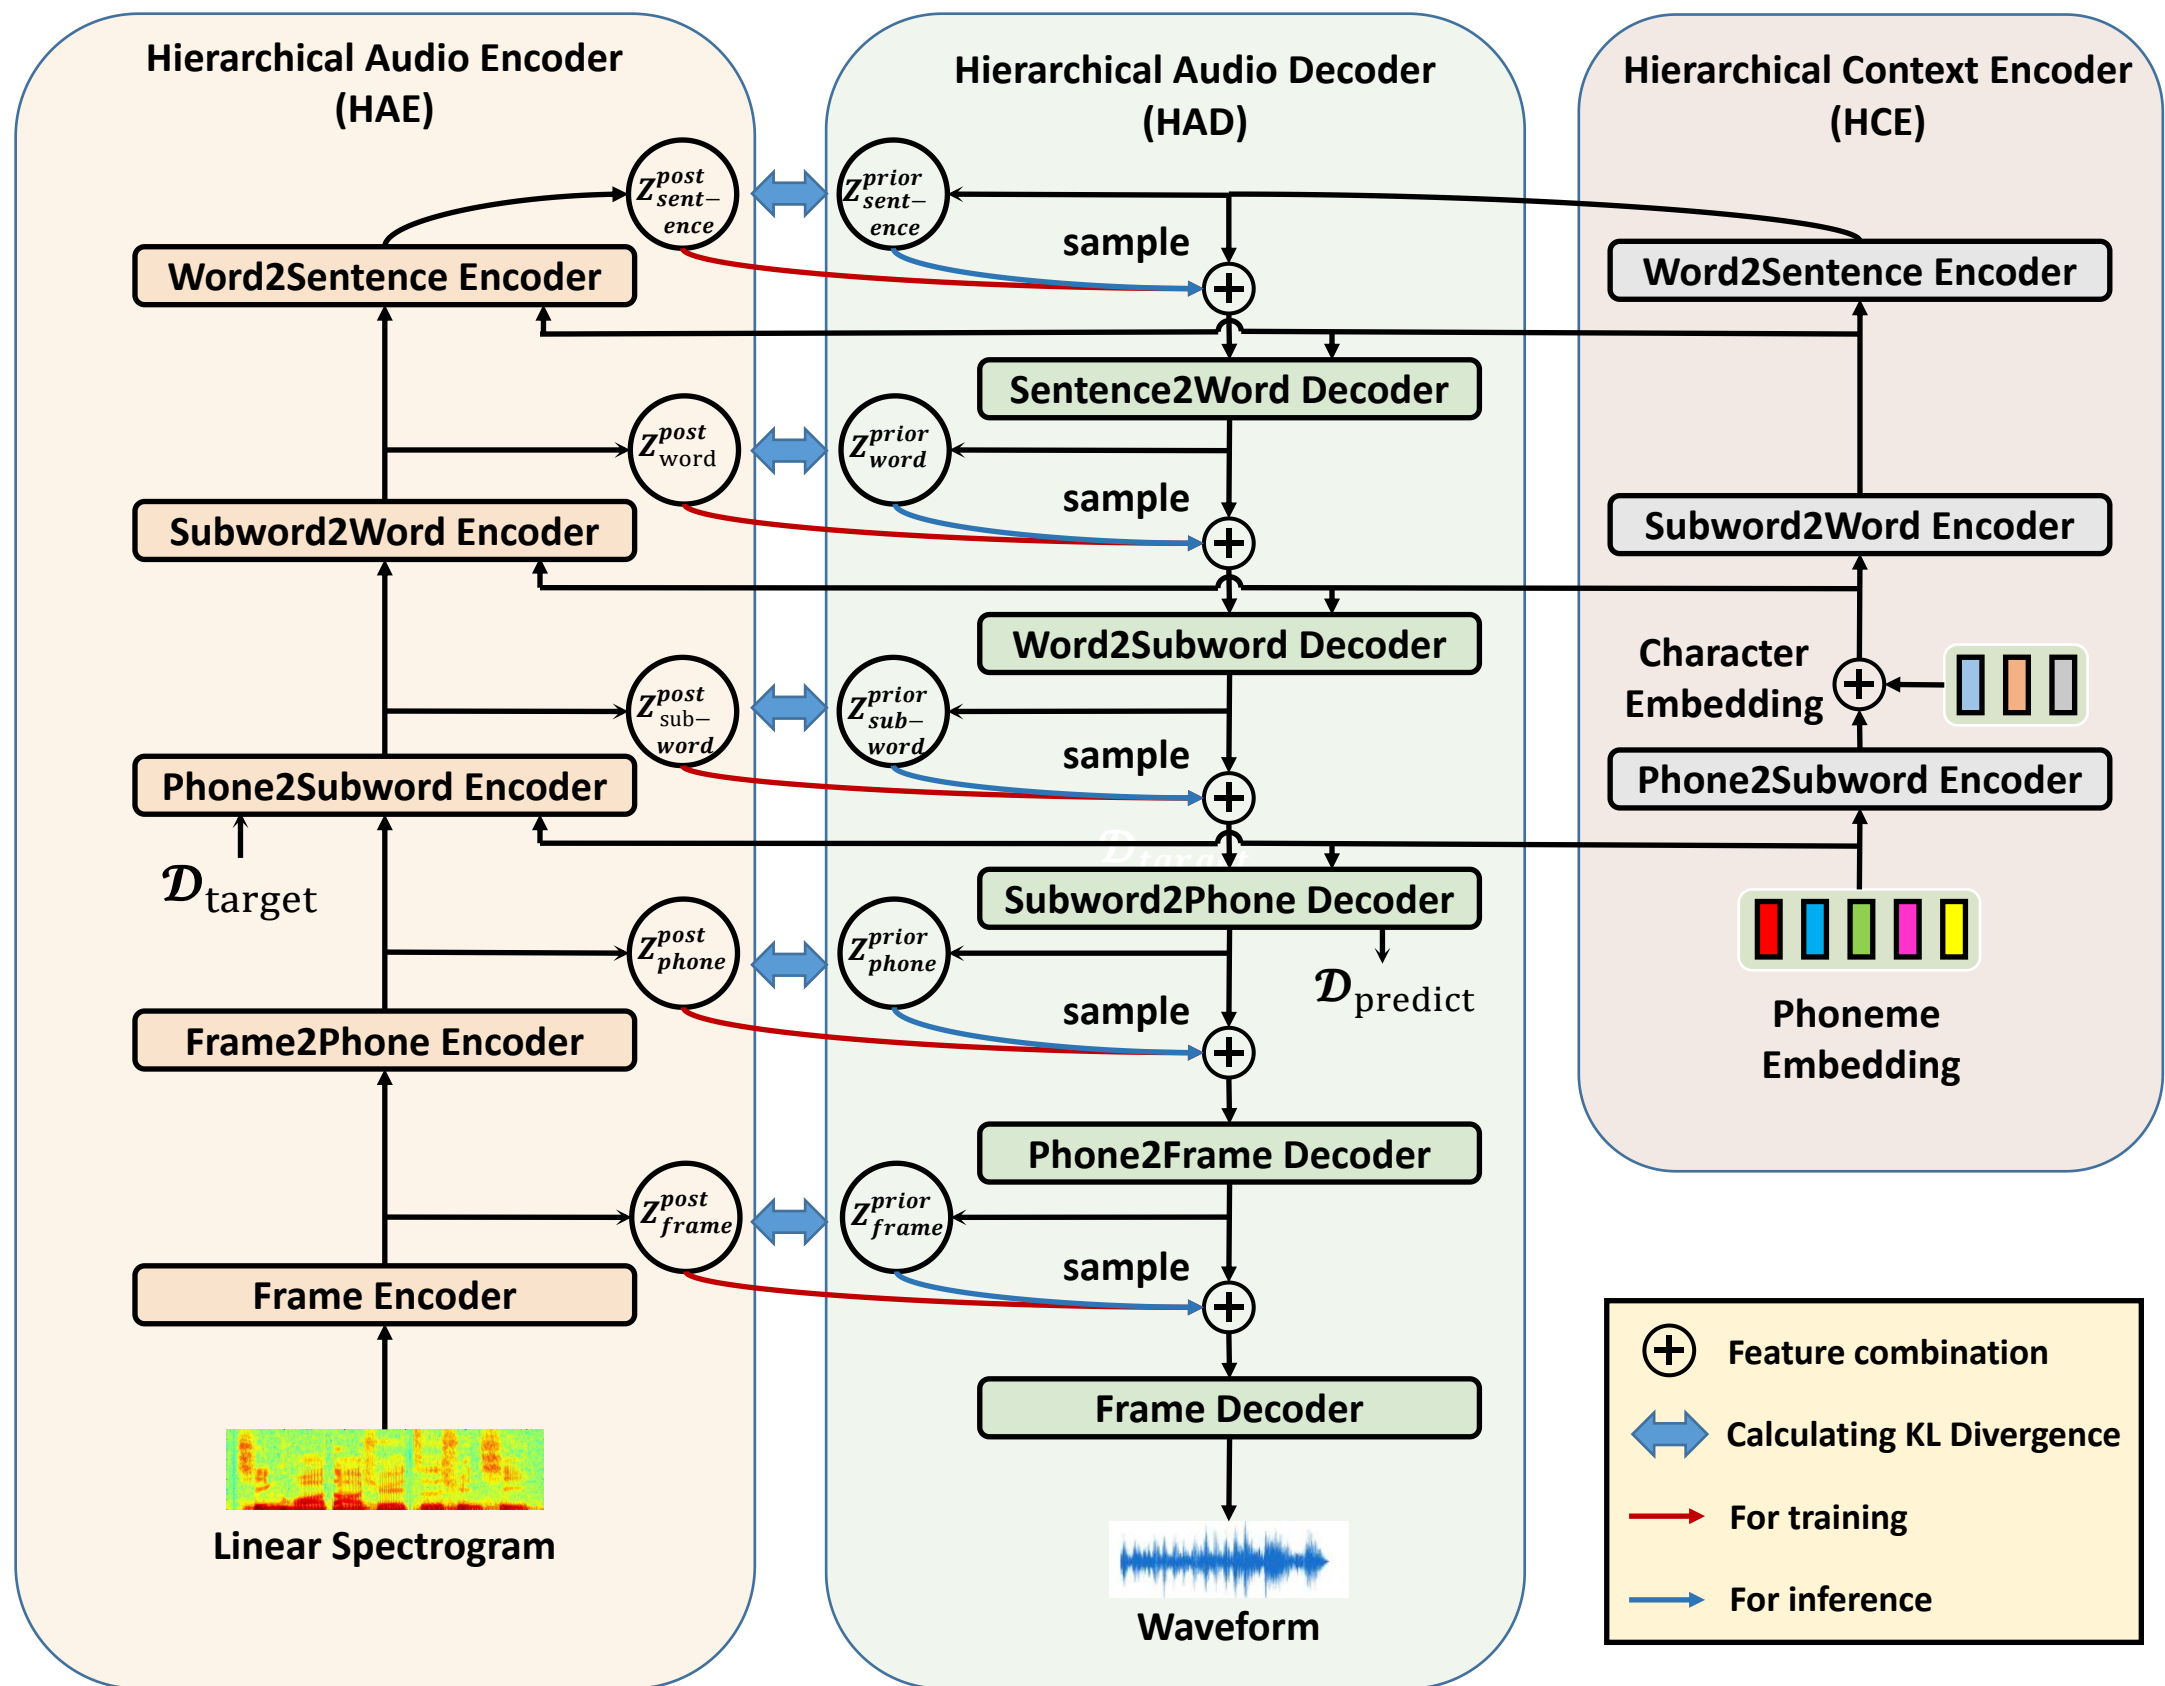 Hierarchical Audio Encoder
(HAE)
Z^{post}_{sent-ence}
Word2Sentence Encoder
Z^{post}_{word}
Subword2Word Encoder
Z^{post}_{sub-word}
Phone2Subword Encoder
𝒟_{target}
Z^{post}_{phone}
Frame2Phone Encoder
Z^{post}_{frame}
Frame Encoder
Linear Spectrogram
Hierarchical Audio Decoder
(HAD)
Z^{prior}_{sent-ence}
sample
Sentence2Word Decoder
Z^{prior}_{word}
sample
Word2Subword Decoder
Z^{prior}_{sub-word}
sample
𝒟_{target}
Subword2Phone Decoder
Z^{prior}_{phone}
𝒟_{predict}
sample
Phone2Frame Decoder
Z^{prior}_{frame}
sample
Frame Decoder
Waveform
Hierarchical Context Encoder
(HCE)
Word2Sentence Encoder
Subword2Word Encoder
Character
Embedding
Phone2Subword Encoder
Phoneme
Embedding
Feature combination
Calculating KL Divergence
For training
For inference